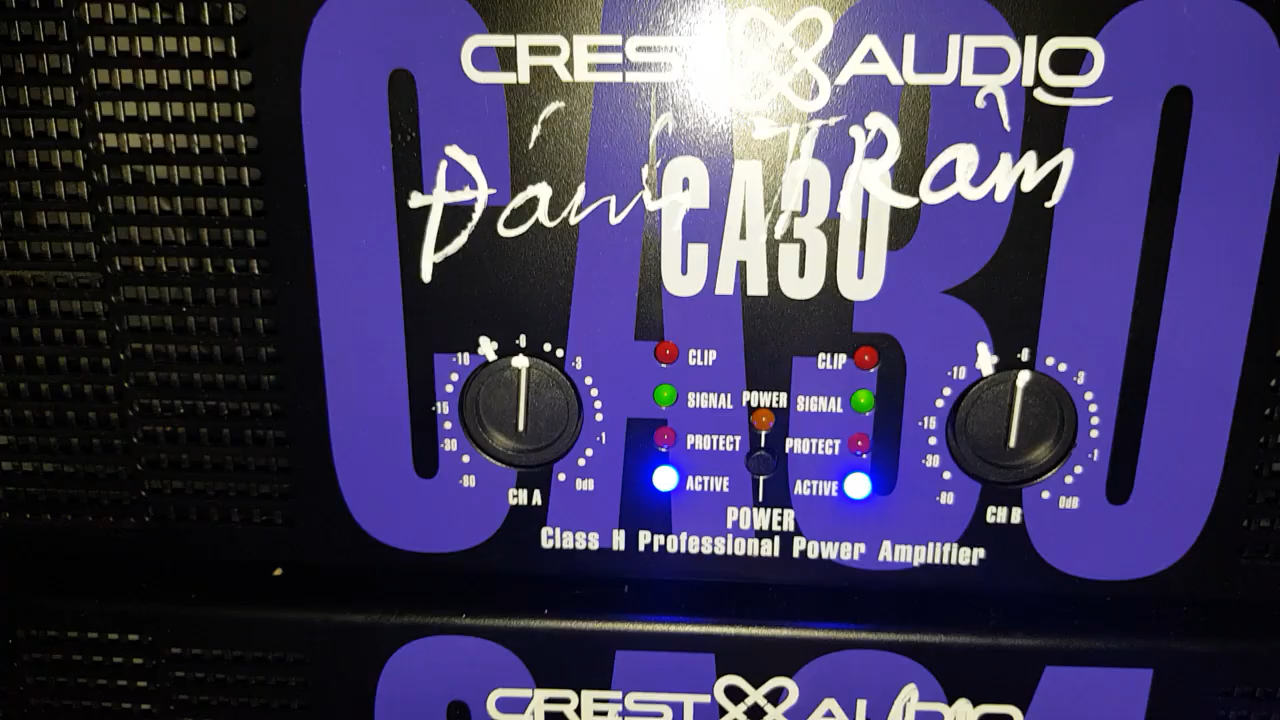 CREST AUDIO
Đánh TRầm
CA30
CLIP CLIP
SIGNAL POWER SIGNAL
PROTECT PROTECT
ACTIVE ACTIVE
POWER
-80 -30 -15 -10 -6 -3 -1 0dB
CH A
-80 -30 -15 -10 -6 -3 -1 0dB
CH B
Class H Professional Power Amplifier
CREST AUDIO